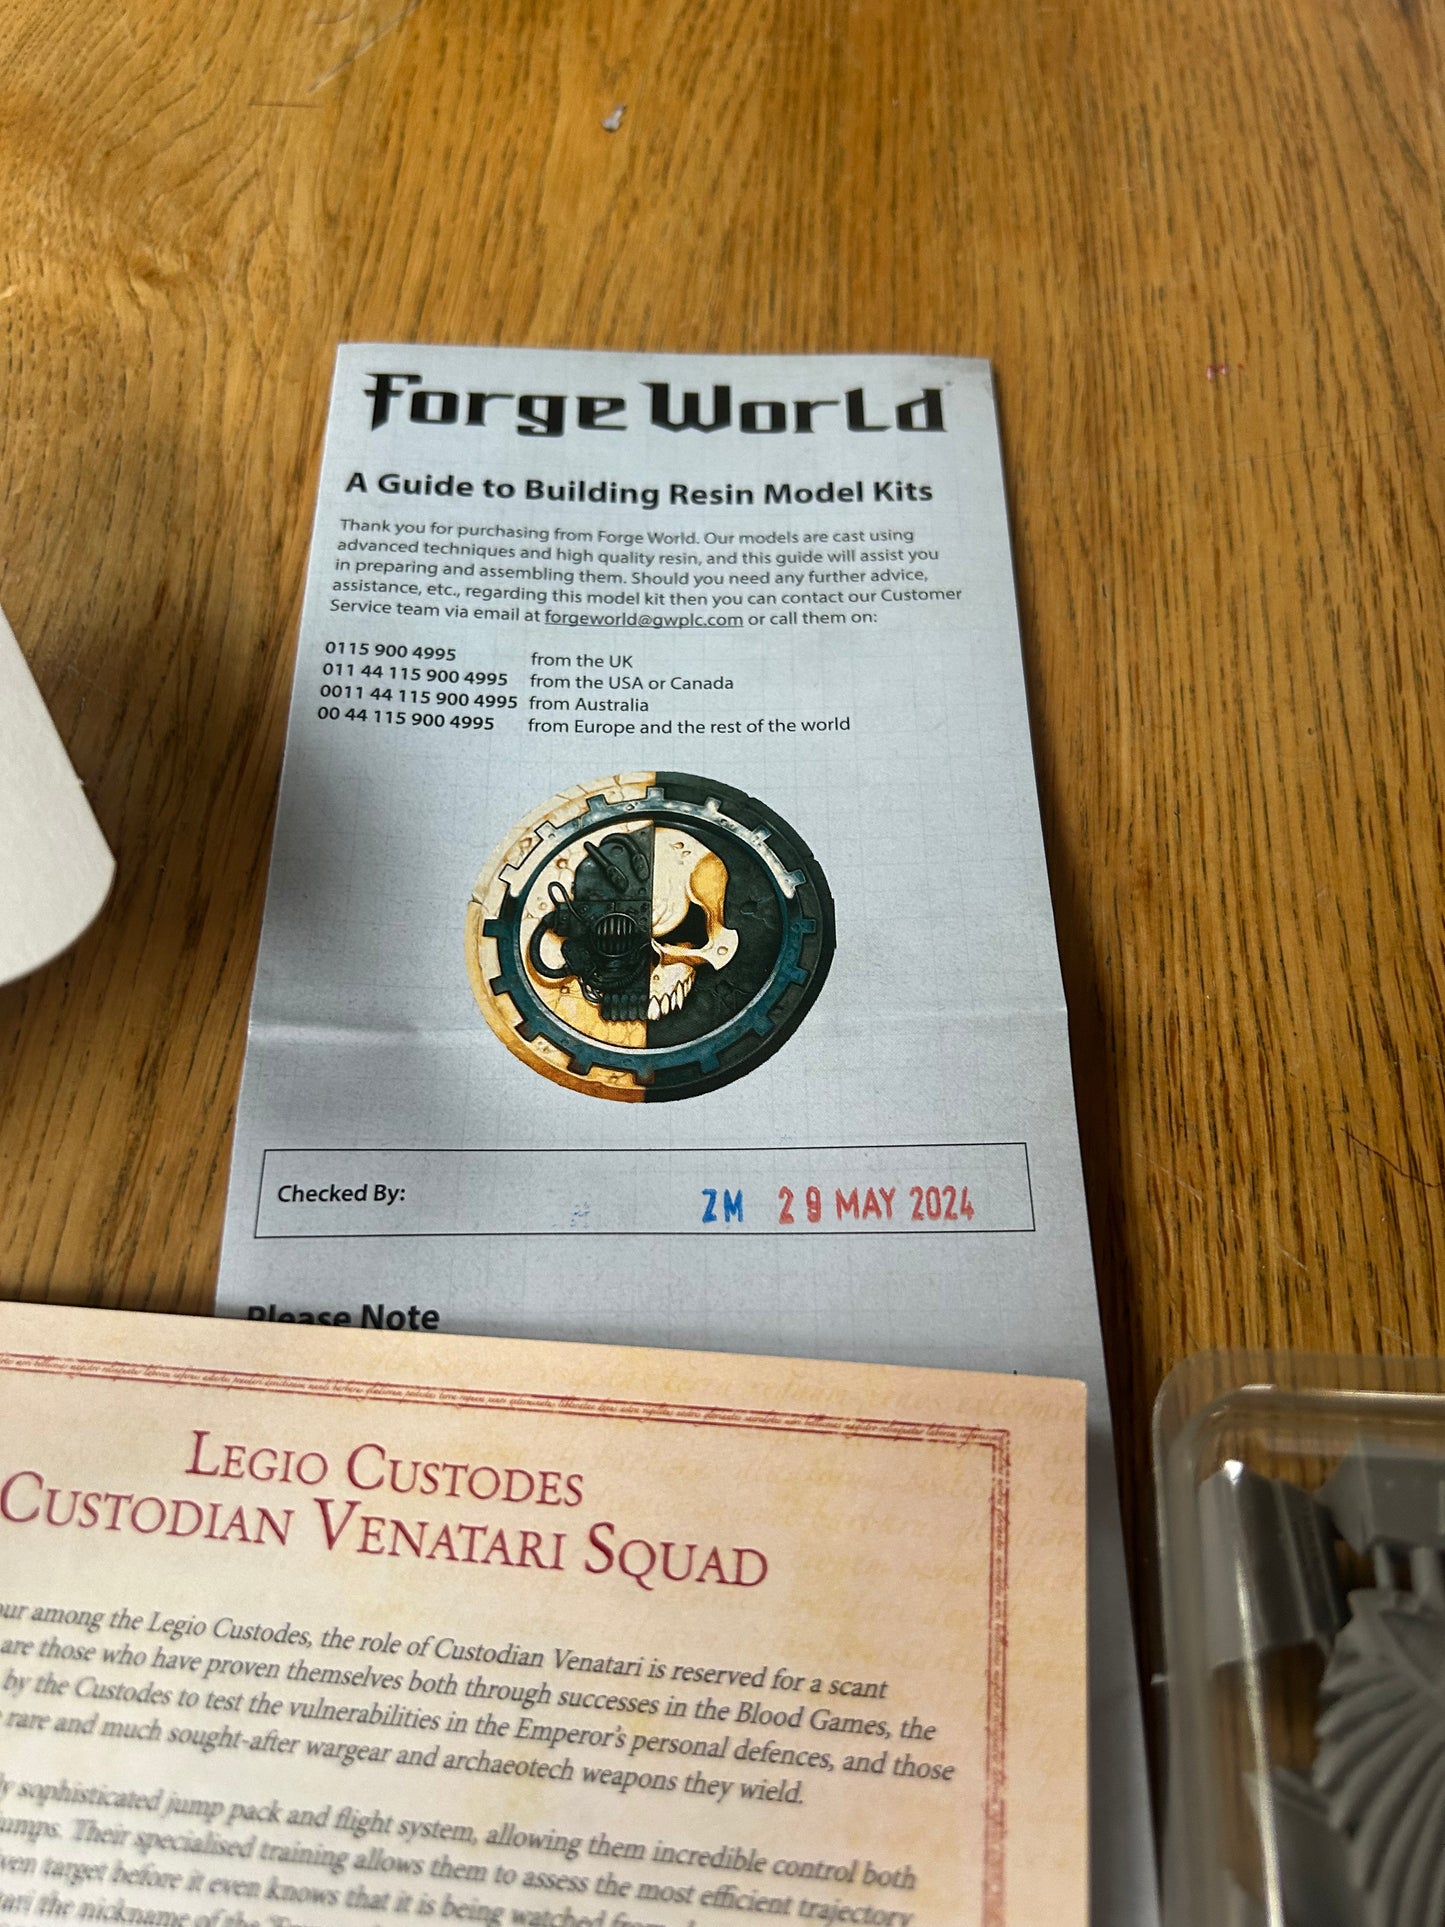 Forge World
A Guide to Building Resin Model Kits
Thank you for purchasing from Forge World. Our models are cast using
advanced techniques and high quality resin, and this guide will assist you
in preparing and assembling them. Should you need any further advice,
assistance, etc., regarding this model kit then you can contact our Customer
Service team via email at forgeworld@gwplc.com or call them on:
0115 900 4995 from the UK
011 44 115 900 4995 from the USA or Canada
0011 44 115 900 4995 from Australia
00 44 115 900 4995 from Europe and the rest of the world
Checked By: ZM 29 MAY 2024
Please Note
Legio Custodes
Custodian Venatari Squad
among the Legio Custodes, the role of Custodian Venatari is reserved for a scant
are those who have proven themselves both through successes in the Blood Games, the
by the Custodes to test the vulnerabilities in the Emperor's personal defences, and those
rare and much sought-after wargear and archaeotech weapons they wield.
sophisticated jump pack and flight system, allowing them incredible control both
Their specialised training allows them to assess the most efficient trajectory
target before it even knows that it is being watched
the nickname of the